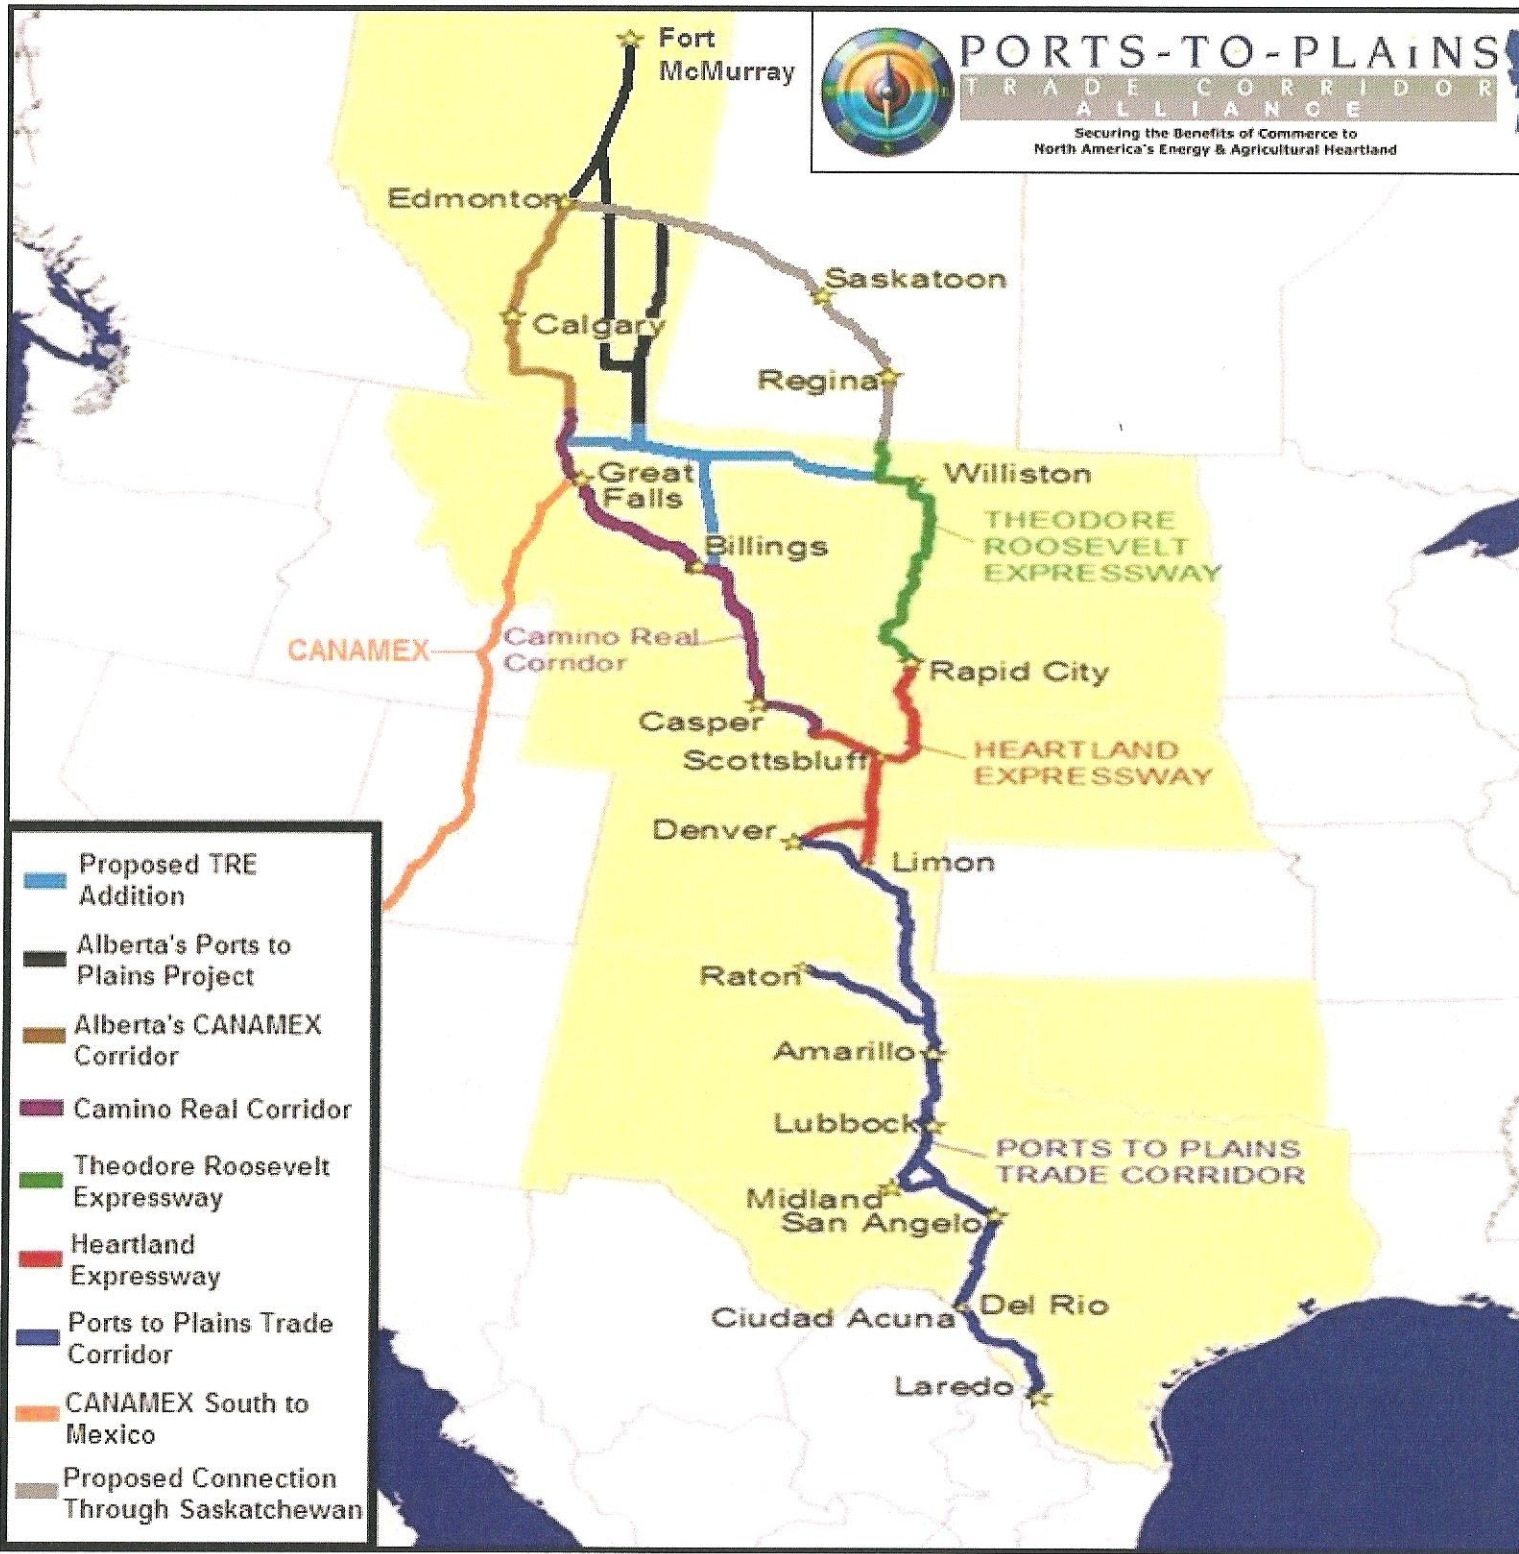 Fort
McMurray
PORTS-TO-PLAiNS
TRADE CORRIDOR
ALLIANCE
Securing the Benefits of Commerce to
North America's Energy & Agricultural Heartland
Edmonton
Saskatoon
Calgary
Regina
Great
Falls
Williston
THEODORE
ROOSEVELT
EXPRESSWAY
Billings
CANAMEX
Camino Real
Corridor
Rapid City
Casper
Scottsbluff
HEARTLAND
EXPRESSWAY
Denver
Limon
Raton
Amarillo
Lubbock
PORTS TO PLAINS
TRADE CORRIDOR
Midland
San Angelo
Ciudad Acuna
Del Rio
Laredo
Proposed TRE
Addition
Alberta's Ports to
Plains Project
Alberta's CANAMEX
Corridor
Camino Real Corridor
Theodore Roosevelt
Expressway
Heartland
Expressway
Ports to Plains Trade
Corridor
CANAMEX South to
Mexico
Proposed Connection
Through Saskatchewan